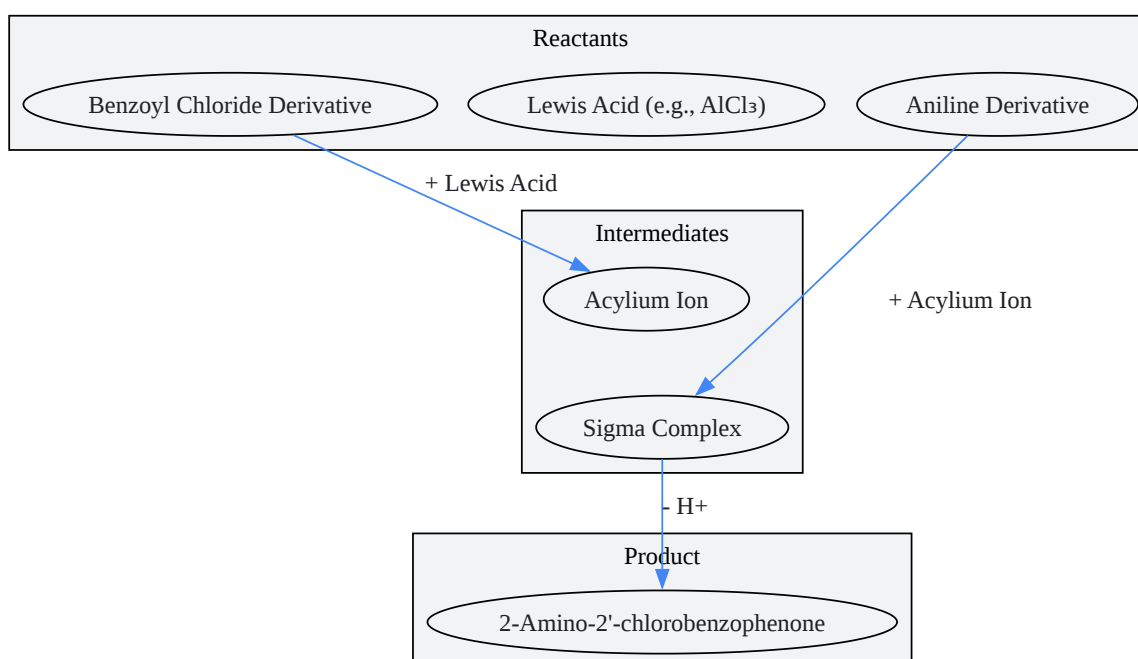 Reactants
Benzoyl Chloride Derivative
Lewis Acid (e.g., AlCl₃)
Aniline Derivative
+ Lewis Acid
Intermediates
Acylium Ion
+ Acylium Ion
Sigma Complex
- H+
Product
2-Amino-2'-chlorobenzophenone